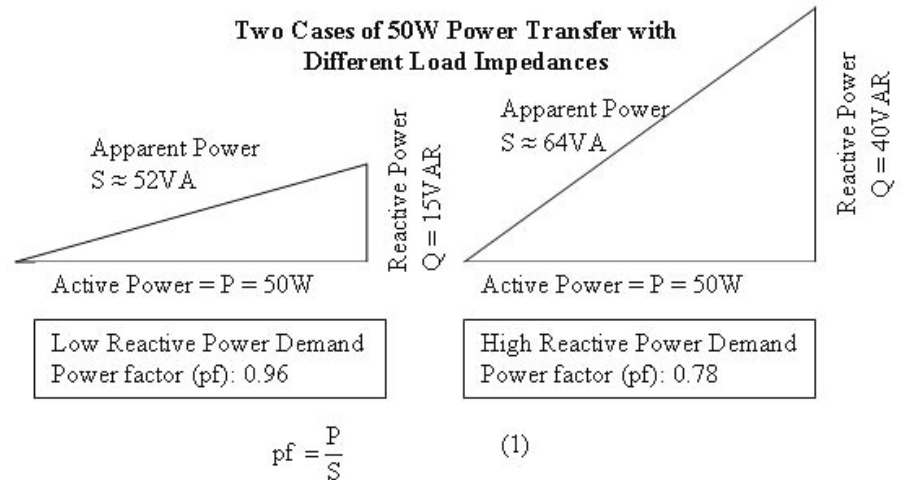 Two Cases of 50W Power Transfer with
Different Load Impedances
Apparent Power
S ≈ 52VA
Reactive Power
Q = 15VAR
Active Power = P = 50W
Low Reactive Power Demand
Power factor (pf): 0.96
Apparent Power
S ≈ 64VA
Reactive Power
Q = 40VAR
Active Power = P = 50W
High Reactive Power Demand
Power factor (pf): 0.78
pf = P/S (1)